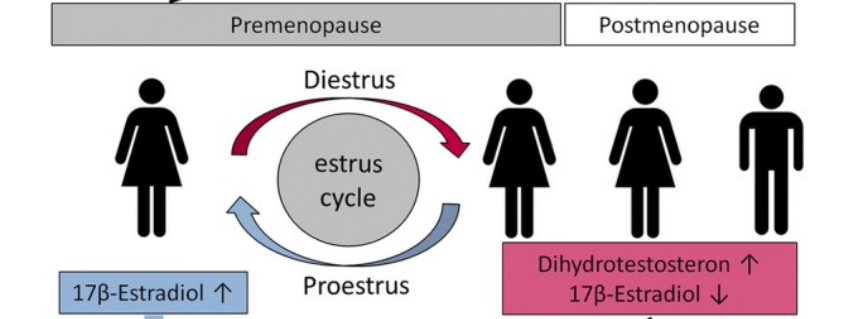 Premenopause
Postmenopause
Diestrus
estrus
cycle
Proestrus
17β-Estradiol ↑
Dihydrotestosteron ↑
17β-Estradiol ↓